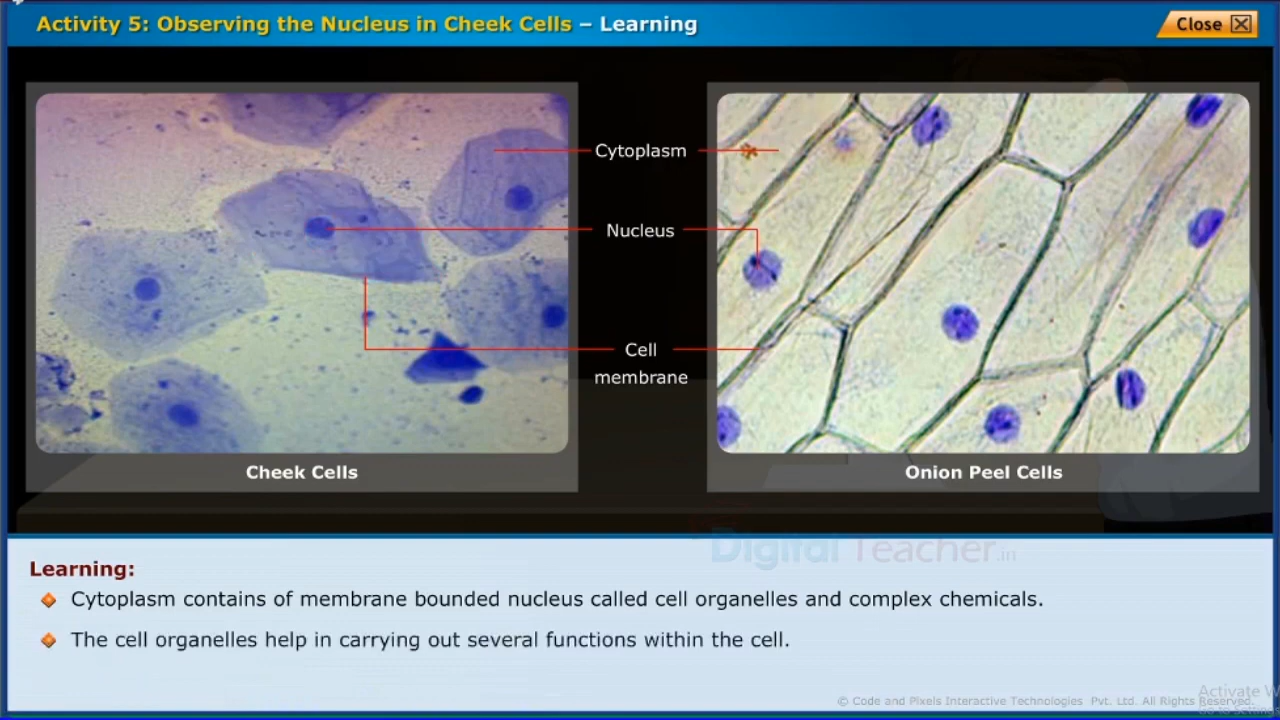 Activity 5: Observing the Nucleus in Cheek Cells – Learning
Close
Cytoplasm
Nucleus
Cell
membrane
Cheek Cells
Onion Peel Cells
Digital Teacher.in
Learning:
Cytoplasm contains of membrane bounded nucleus called cell organelles and complex chemicals.
The cell organelles help in carrying out several functions within the cell.
Activate W
© Code and Pixels Interactive Technologies Pvt. Ltd. All Rights Reserved.